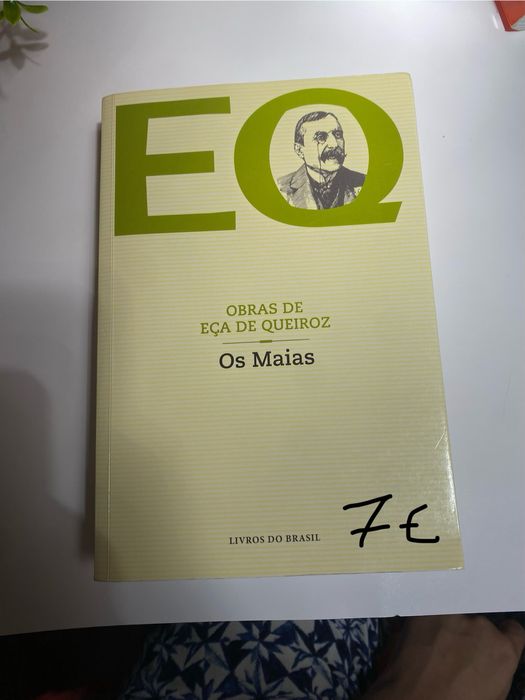 EQ
OBRAS DE
EÇA DE QUEIROZ
Os Maias
LIVROS DO BRASIL
7€